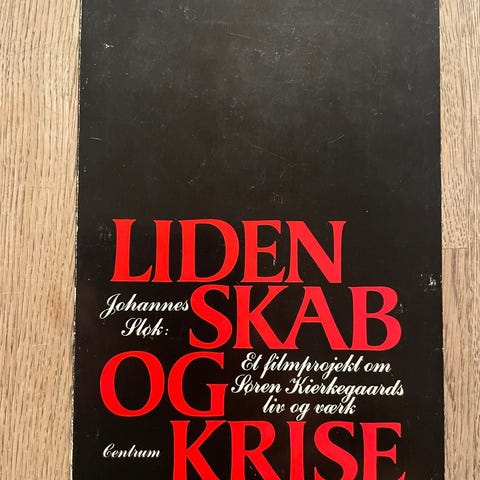 LIDEN
Johannes SKAB
Sløk:
OG Et filmprojekt om
Søren Kierkegaards
liv og værk
Centrum KRISE